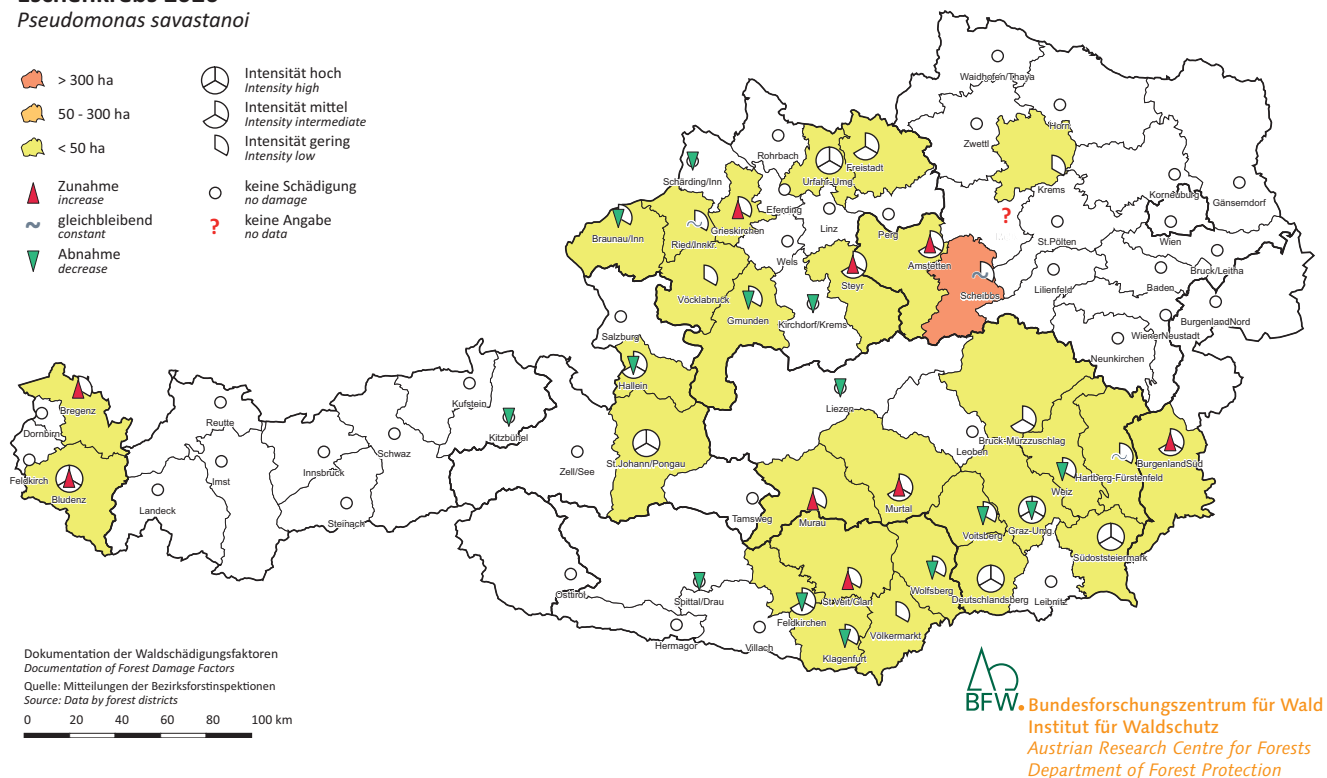 Pseudomonas savastanoi
> 300 ha
50 - 300 ha
< 50 ha
Zunahme
increase
gleichbleibend
constant
Abnahme
decrease
Intensität hoch
Intensity high
Intensität mittel
Intensity intermediate
Intensität gering
Intensity low
keine Schädigung
no damage
?
keine Angabe
no data
Waidhofen/Thaya
Horn
Zwettl
Krems
Korneuburg
Gänserndorf
Rohrbach
Urfahr-Umg.
Freistadt
Schärding/Inn
Eferding
Grieskirchen
Linz
Perg
?
St.Pölten
Wien
Braunau/Inn
Ried/Innkr.
Wels
Steyr
Amstetten
Scheibbs
Lilienfeld
Baden
Bruck/Leitha
Vöcklabruck
Gmunden
Kirchdorf/Krems
BurgenlandNord
WienerNeustadt
Neunkirchen
Salzburg
Hallein
Liezen
Bregenz
Dornbirn
Feldkirch
Bludenz
Reutte
Imst
Landeck
Innsbruck
Steinach
Schwaz
Kufstein
Kitzbühel
Zell/See
St.Johann/Pongau
Tamsweg
Murau
Murtal
Leoben
Bruck-Mürzzuschlag
Weiz
Hartberg-Fürstenfeld
BurgenlandSüd
Voitsberg
Graz-Umg.
Südoststeiermark
Deutschlandsberg
Leibnitz
Osttirol
Spittal/Drau
Hermagor
Villach
Feldkirchen
St.Veit/Glan
Klagenfurt
Völkermarkt
Wolfsberg
Dokumentation der Waldschädigungsfaktoren
Documentation of Forest Damage Factors
Quelle: Mitteilungen der Bezirksforstinspektionen
Source: Data by forest districts
0 20 40 60 80 100 km
BFW
Bundesforschungszentrum für Wald
Institut für Waldschutz
Austrian Research Centre for Forests
Department of Forest Protection